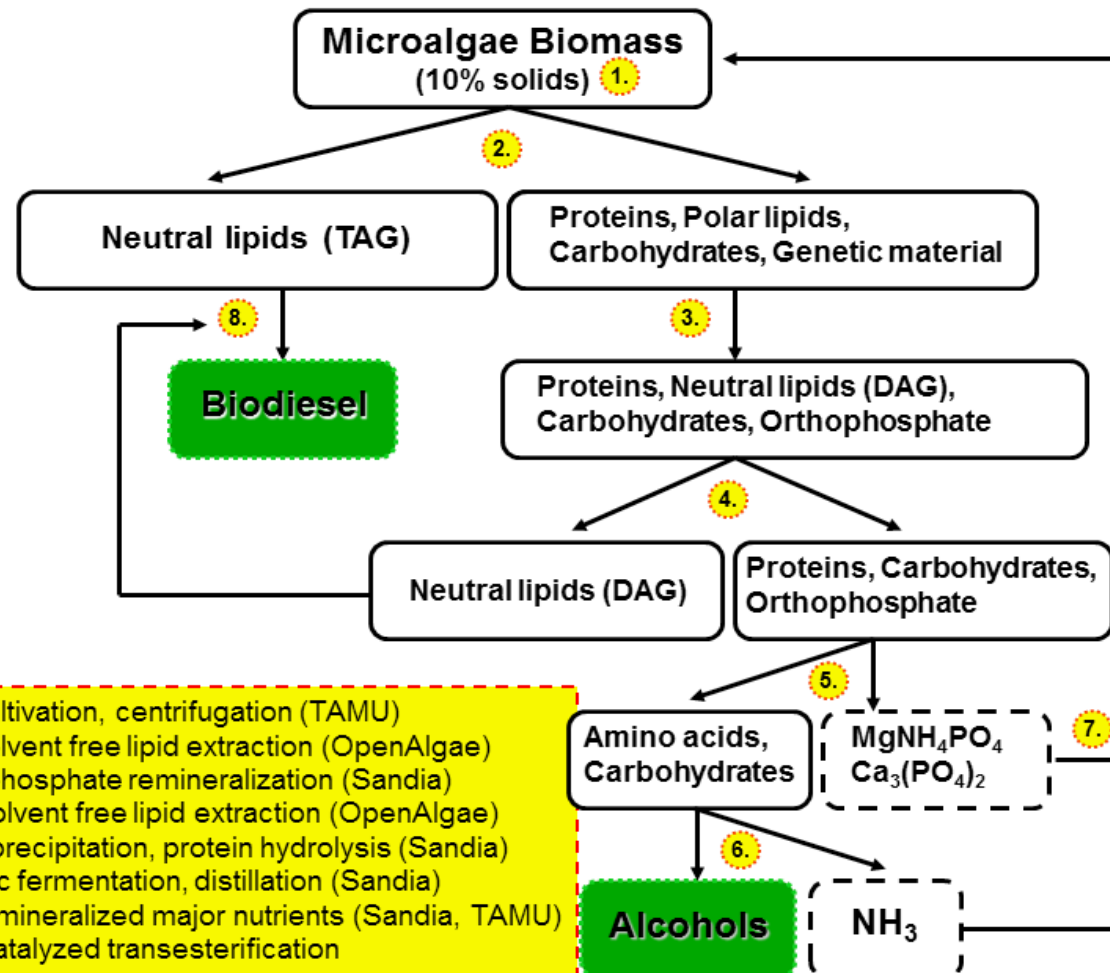 Microalgae Biomass
(10% solids) 1.
2.
Neutral lipids (TAG)
Proteins, Polar lipids,
Carbohydrates, Genetic material
8.
3.
Biodiesel
Proteins, Neutral lipids (DAG),
Carbohydrates, Orthophosphate
4.
Neutral lipids (DAG)
Proteins, Carbohydrates,
Orthophosphate
5.
Amino acids,
Carbohydrates
MgNH₄PO₄
Ca₃(PO₄)₂
7.
6.
Alcohols
NH₃
ltivation, centrifugation (TAMU)
lvent free lipid extraction (OpenAlgae)
hosphate remineralization (Sandia)
olvent free lipid extraction (OpenAlgae)
precipitation, protein hydrolysis (Sandia)
c fermentation, distillation (Sandia)
mineralized major nutrients (Sandia, TAMU)
atalyzed transesterification